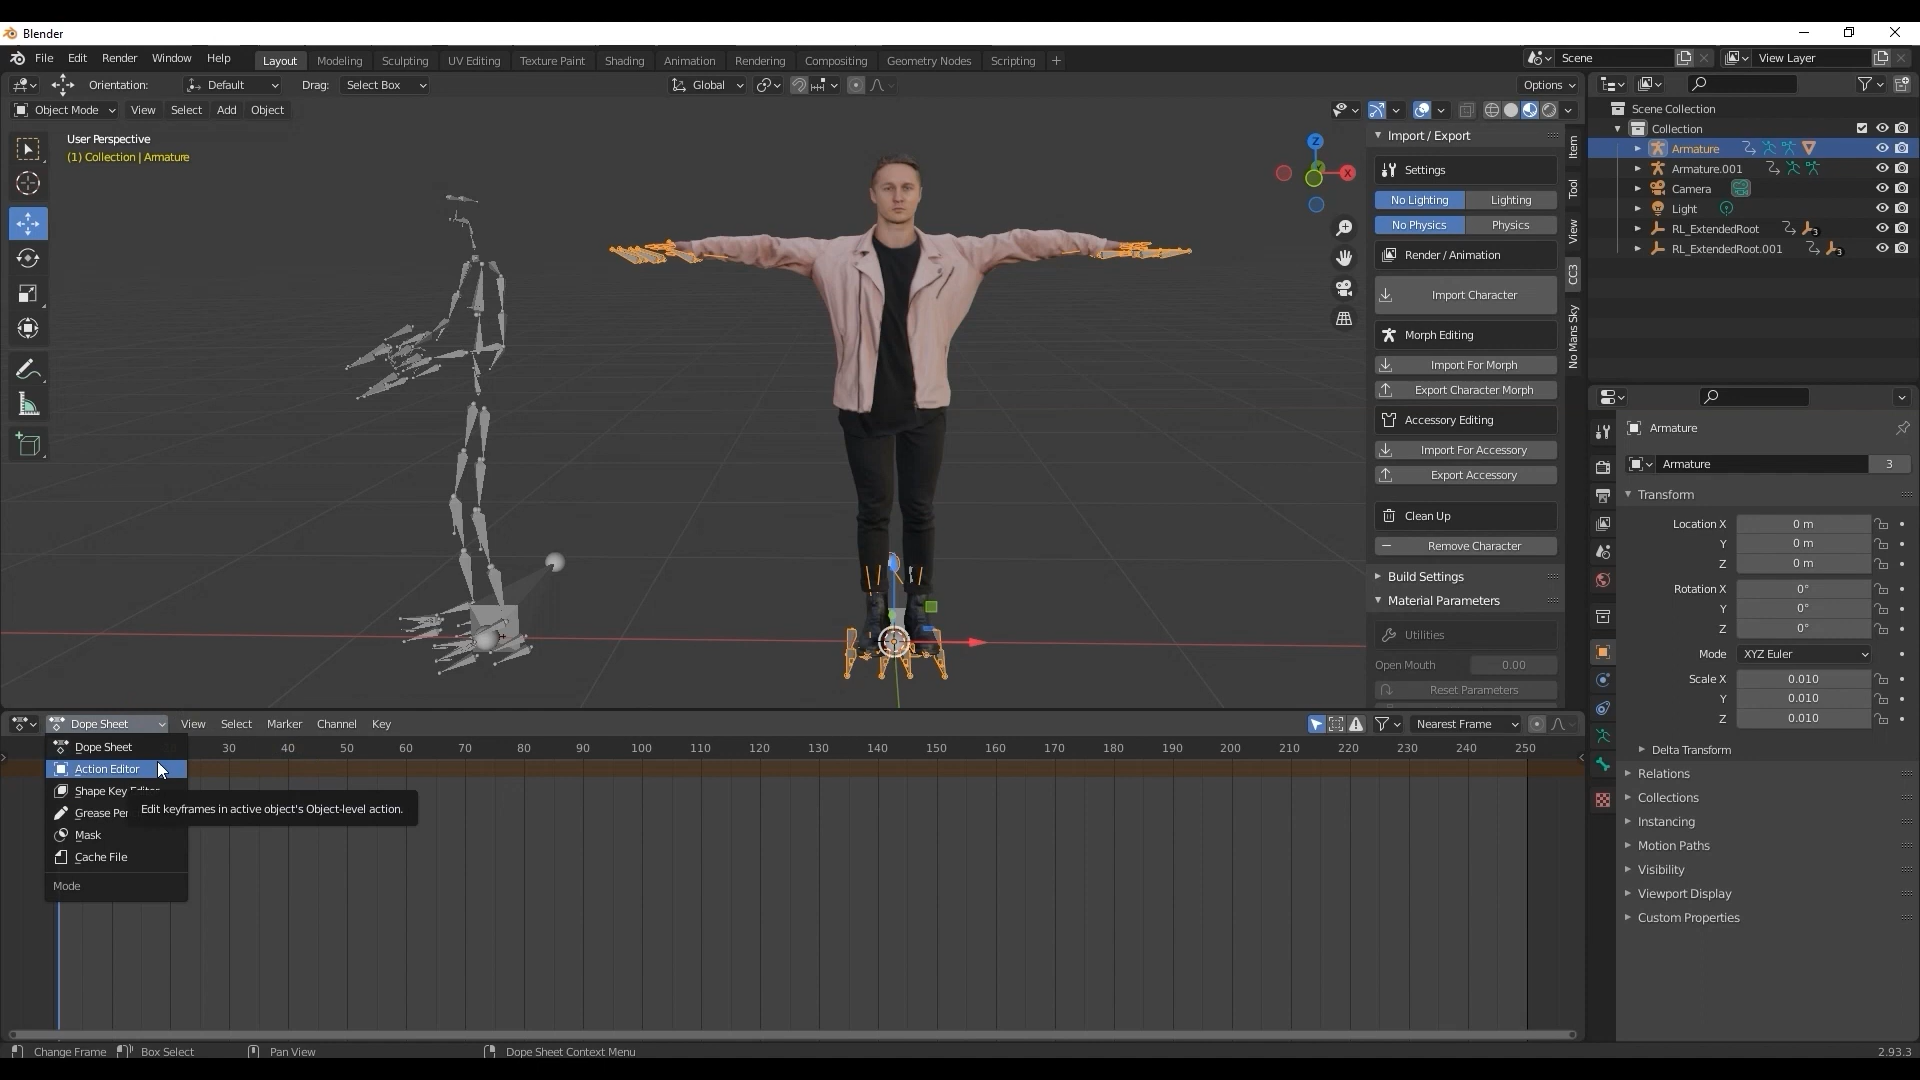 Blender
File Edit Render Window Help
Layout Modeling Sculpting UV Editing Texture Paint Shading Animation Rendering Compositing Geometry Nodes Scripting +
Scene
View Layer
Orientation: Default Drag: Select Box
Global
Options
Object Mode View Select Add Object
User Perspective
(1) Collection | Armature
Z
X
Import / Export
Settings
No Lighting Lighting
No Physics Physics
Render / Animation
Import Character
Morph Editing
Import For Morph
Export Character Morph
Accessory Editing
Import For Accessory
Export Accessory
Clean Up
Remove Character
Build Settings
Material Parameters
Utilities
Open Mouth 0.00
Reset Parameters
Item
Tool
View
CC3
No Mans Sky
Scene Collection
Collection
Armature
Armature.001
Camera
Light
RL_ExtendedRoot 3
RL_ExtendedRoot.001 3
Armature
Armature 3
Transform
Location X 0 m
Y 0 m
Z 0 m
Rotation X 0°
Y 0°
Z 0°
Mode XYZ Euler
Scale X 0.010
Y 0.010
Z 0.010
Delta Transform
Relations
Collections
Instancing
Motion Paths
Visibility
Viewport Display
Custom Properties
Dope Sheet View Select Marker Channel Key
Nearest Frame
30 40 50 60 70 80 90 100 110 120 130 140 150 160 170 180 190 200 210 220 230 240 250
Dope Sheet
Action Editor
Shape Key Editor
Grease Pen
Edit keyframes in active object's Object-level action.
Mask
Cache File
Mode
Change Frame Box Select Pan View Dope Sheet Context Menu
2.93.3